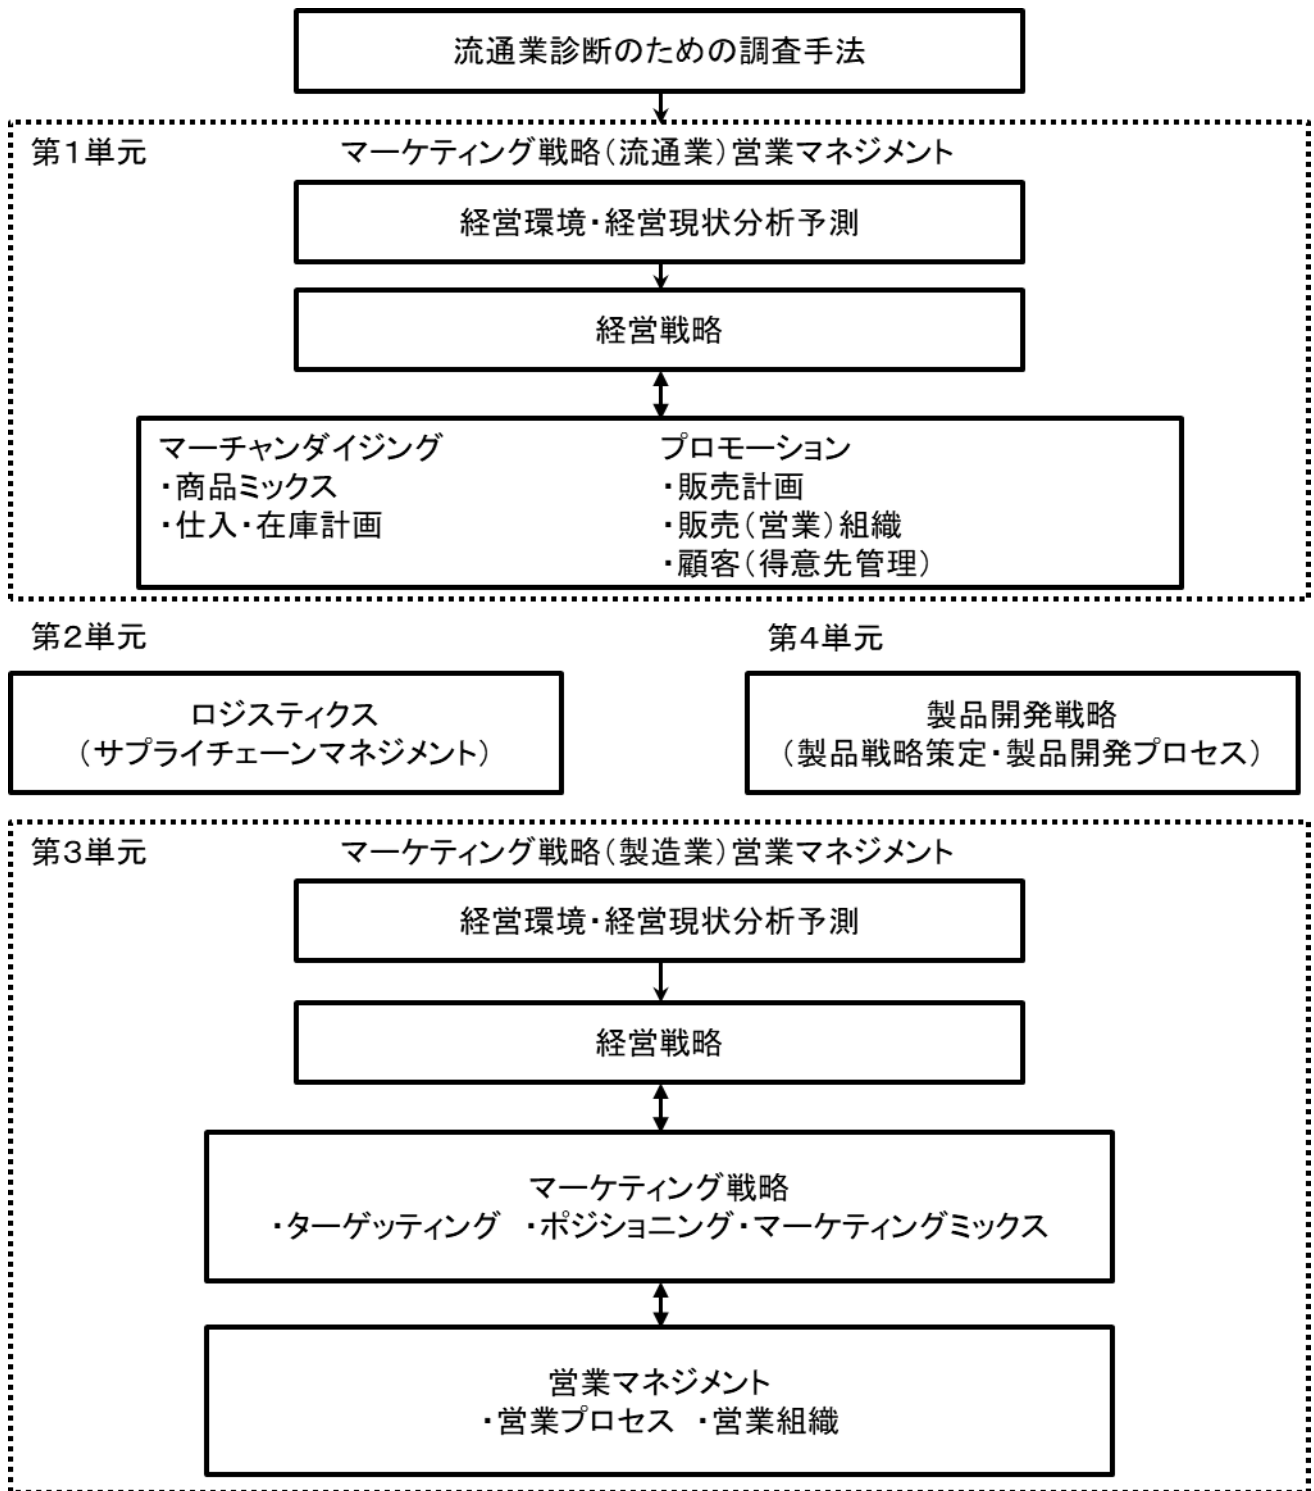 流通業診断のための調査手法
第1単元 マーケティング戦略(流通業)営業マネジメント
経営環境・経営現状分析予測
経営戦略
マーチャンダイジング
・商品ミックス
・仕入・在庫計画
プロモーション
・販売計画
・販売(営業)組織
・顧客(得意先管理)
第2単元
ロジスティクス
(サプライチェーンマネジメント)
第4単元
製品開発戦略
(製品戦略策定・製品開発プロセス)
第3単元 マーケティング戦略(製造業)営業マネジメント
経営環境・経営現状分析予測
経営戦略
マーケティング戦略
・ターゲッティング ・ポジショニング・マーケティングミックス
営業マネジメント
・営業プロセス ・営業組織